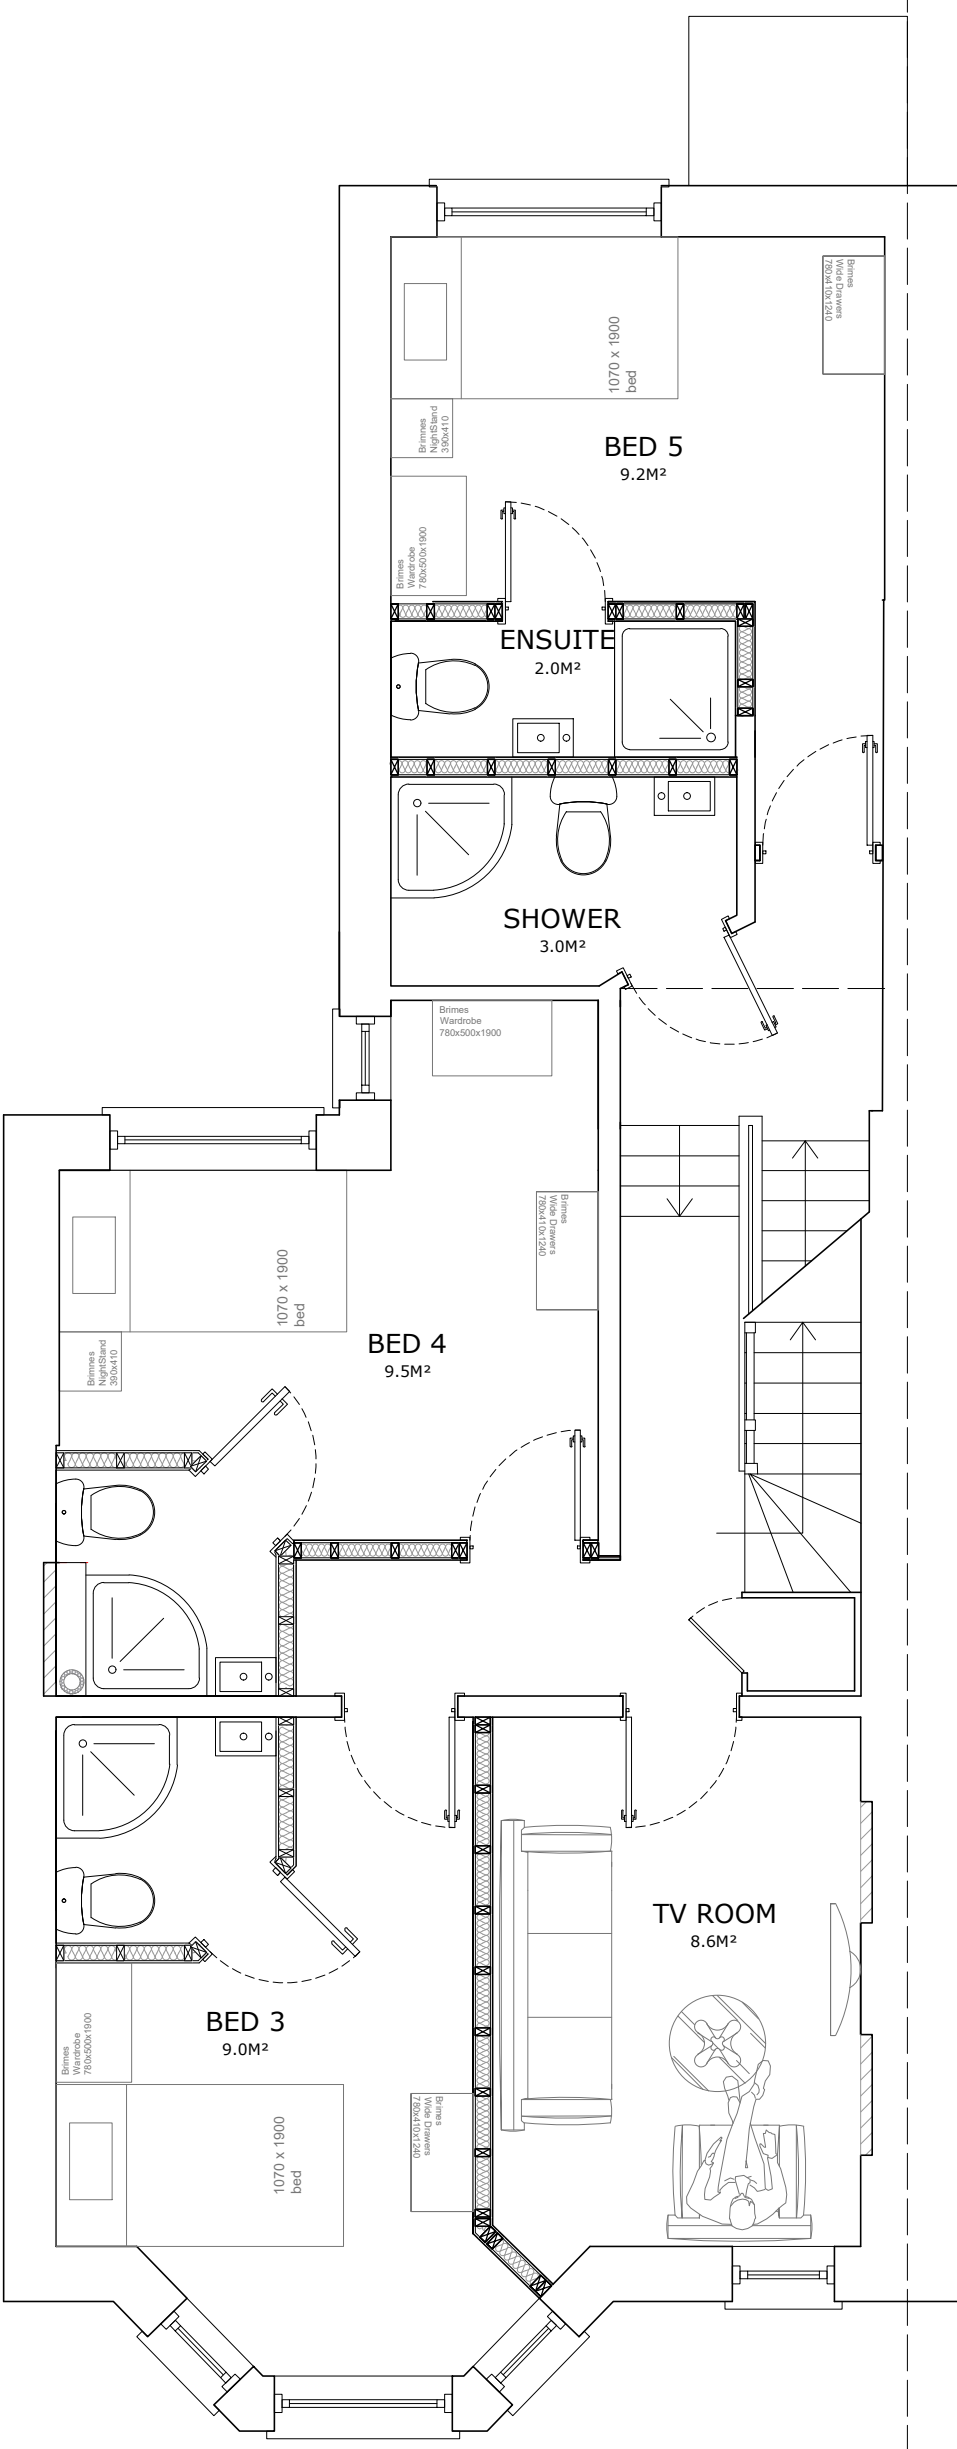 Brimes
Wide Drawers
780x410x1240
1070 x 1900
bed
Brimnes
NightStand
390x410
BED 5
9.2M²
Brimes
Wardrobe
780x500x1900
ENSUITE
2.0M²
SHOWER
3.0M²
Brimes
Wardrobe
780x500x1900
Brimes
Wide Drawers
780x410x1240
1070 x 1900
bed
BED 4
9.5M²
Brimnes
NightStand
390x410
TV ROOM
8.6M²
BED 3
9.0M²
Brimes
Wardrobe
780x500x1900
1070 x 1900
bed
Brimes
Wide Drawers
780x410x1240